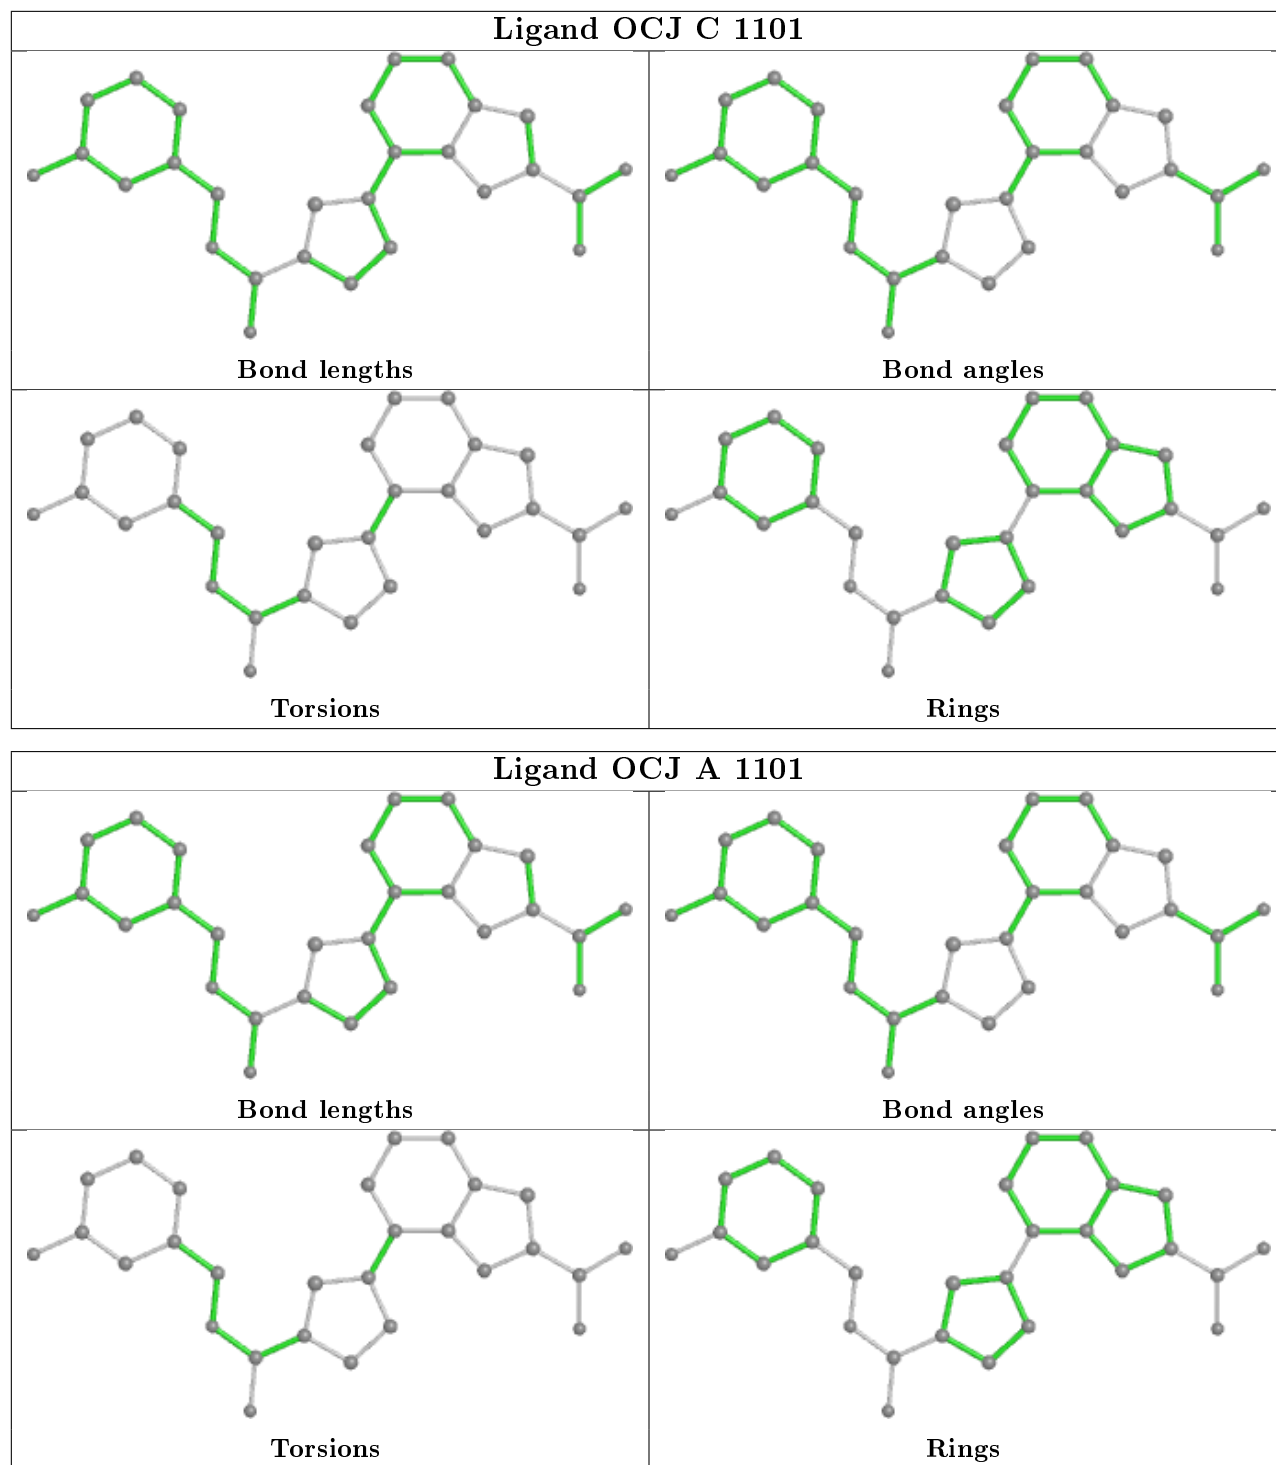 Ligand OCJ C 1101
Bond lengths
Bond angles
Torsions
Rings
Ligand OCJ A 1101
Bond lengths
Bond angles
Torsions
Rings